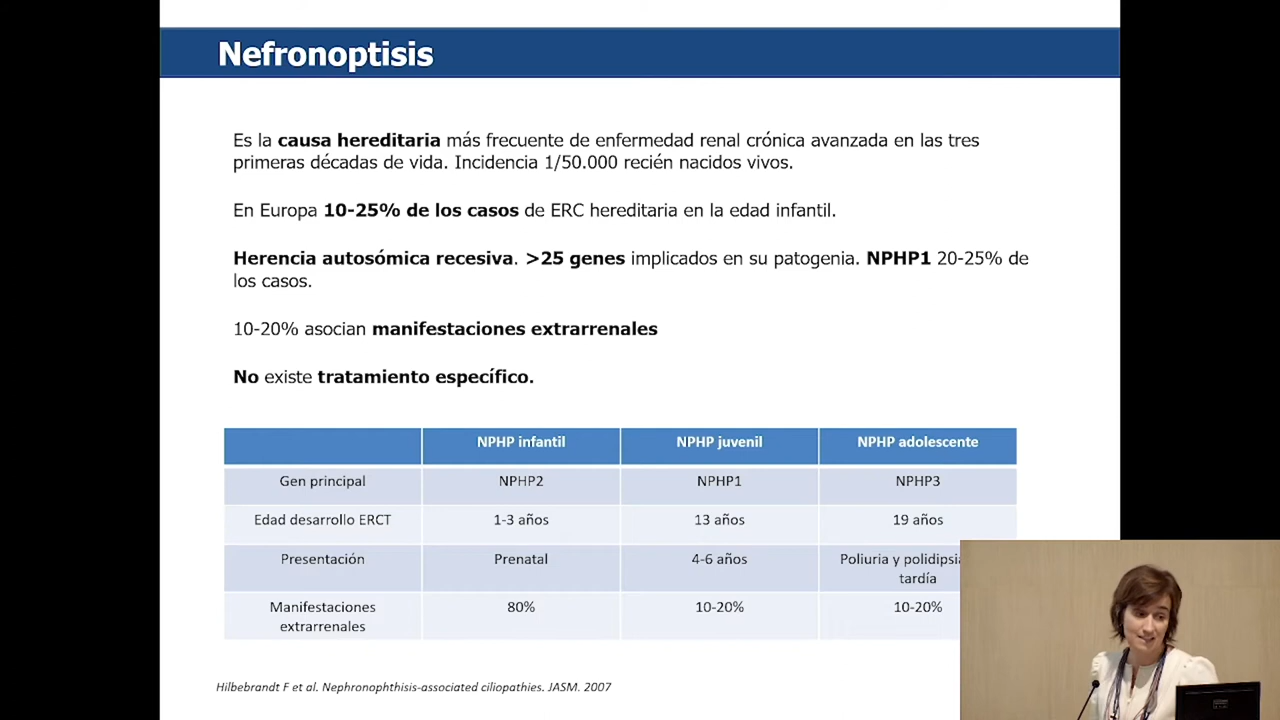 Nefronoptisis
Es la causa hereditaria más frecuente de enfermedad renal crónica avanzada en las tres
primeras décadas de vida. Incidencia 1/50.000 recién nacidos vivos.
En Europa 10-25% de los casos de ERC hereditaria en la edad infantil.
Herencia autosómica recesiva. >25 genes implicados en su patogenia. NPHP1 20-25% de
los casos.
10-20% asocian manifestaciones extrarrenales
No existe tratamiento específico.
NPHP infantil NPHP juvenil NPHP adolescente
Gen principal NPHP2 NPHP1 NPHP3
Edad desarrollo ERCT 1-3 años 13 años 19 años
Presentación Prenatal 4-6 años Poliuria y polidipsia
tardía
Manifestaciones 80% 10-20% 10-20%
extrarrenales
Hilbebrandt F et al. Nephronophthisis-associated ciliopathies. JASM. 2007